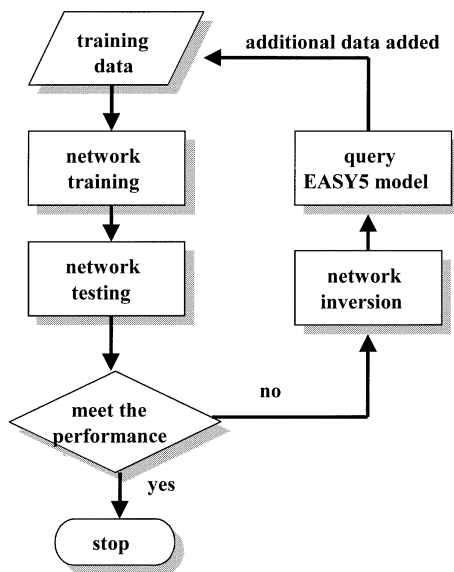 training
data
additional data added
network
training
query
EASY5 model
network
testing
network
inversion
meet the
performance
no
yes
stop